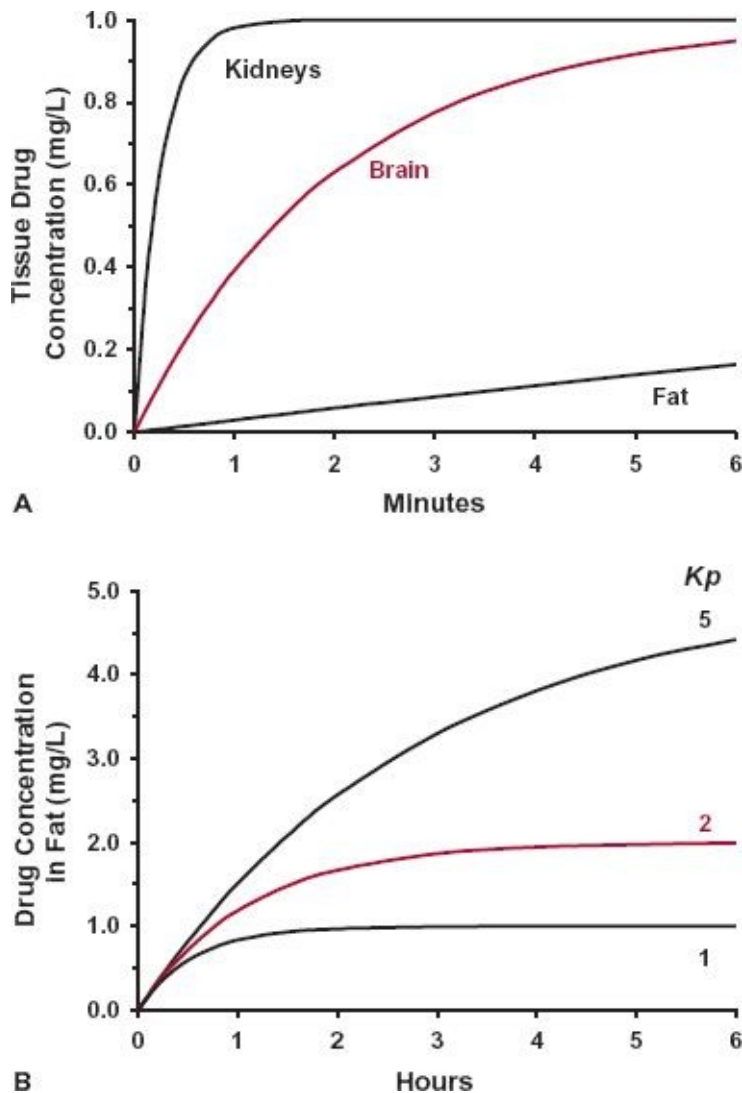 1.0
Kidneys
0.8
Tissue Drug
Concentration (mg/L)
Brain
0.6
0.4
0.2
Fat
0.0
0 1 2 3 4 5 6
A
Minutes
Kp
5.0
5
4.0
Drug Concentration
in Fat (mg/L)
3.0
2
2.0
1.0
1
0.0
0 1 2 3 4 5 6
B
Hours